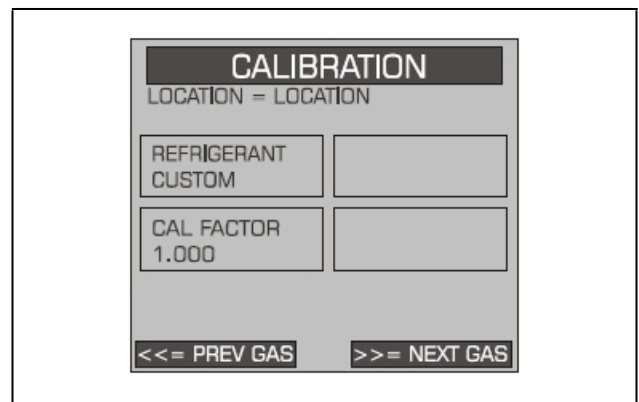 CALIBRATION
LOCATION = LOCATION
REFRIGERANT
CUSTOM
CAL FACTOR
1.000
<<= PREV GAS >>= NEXT GAS